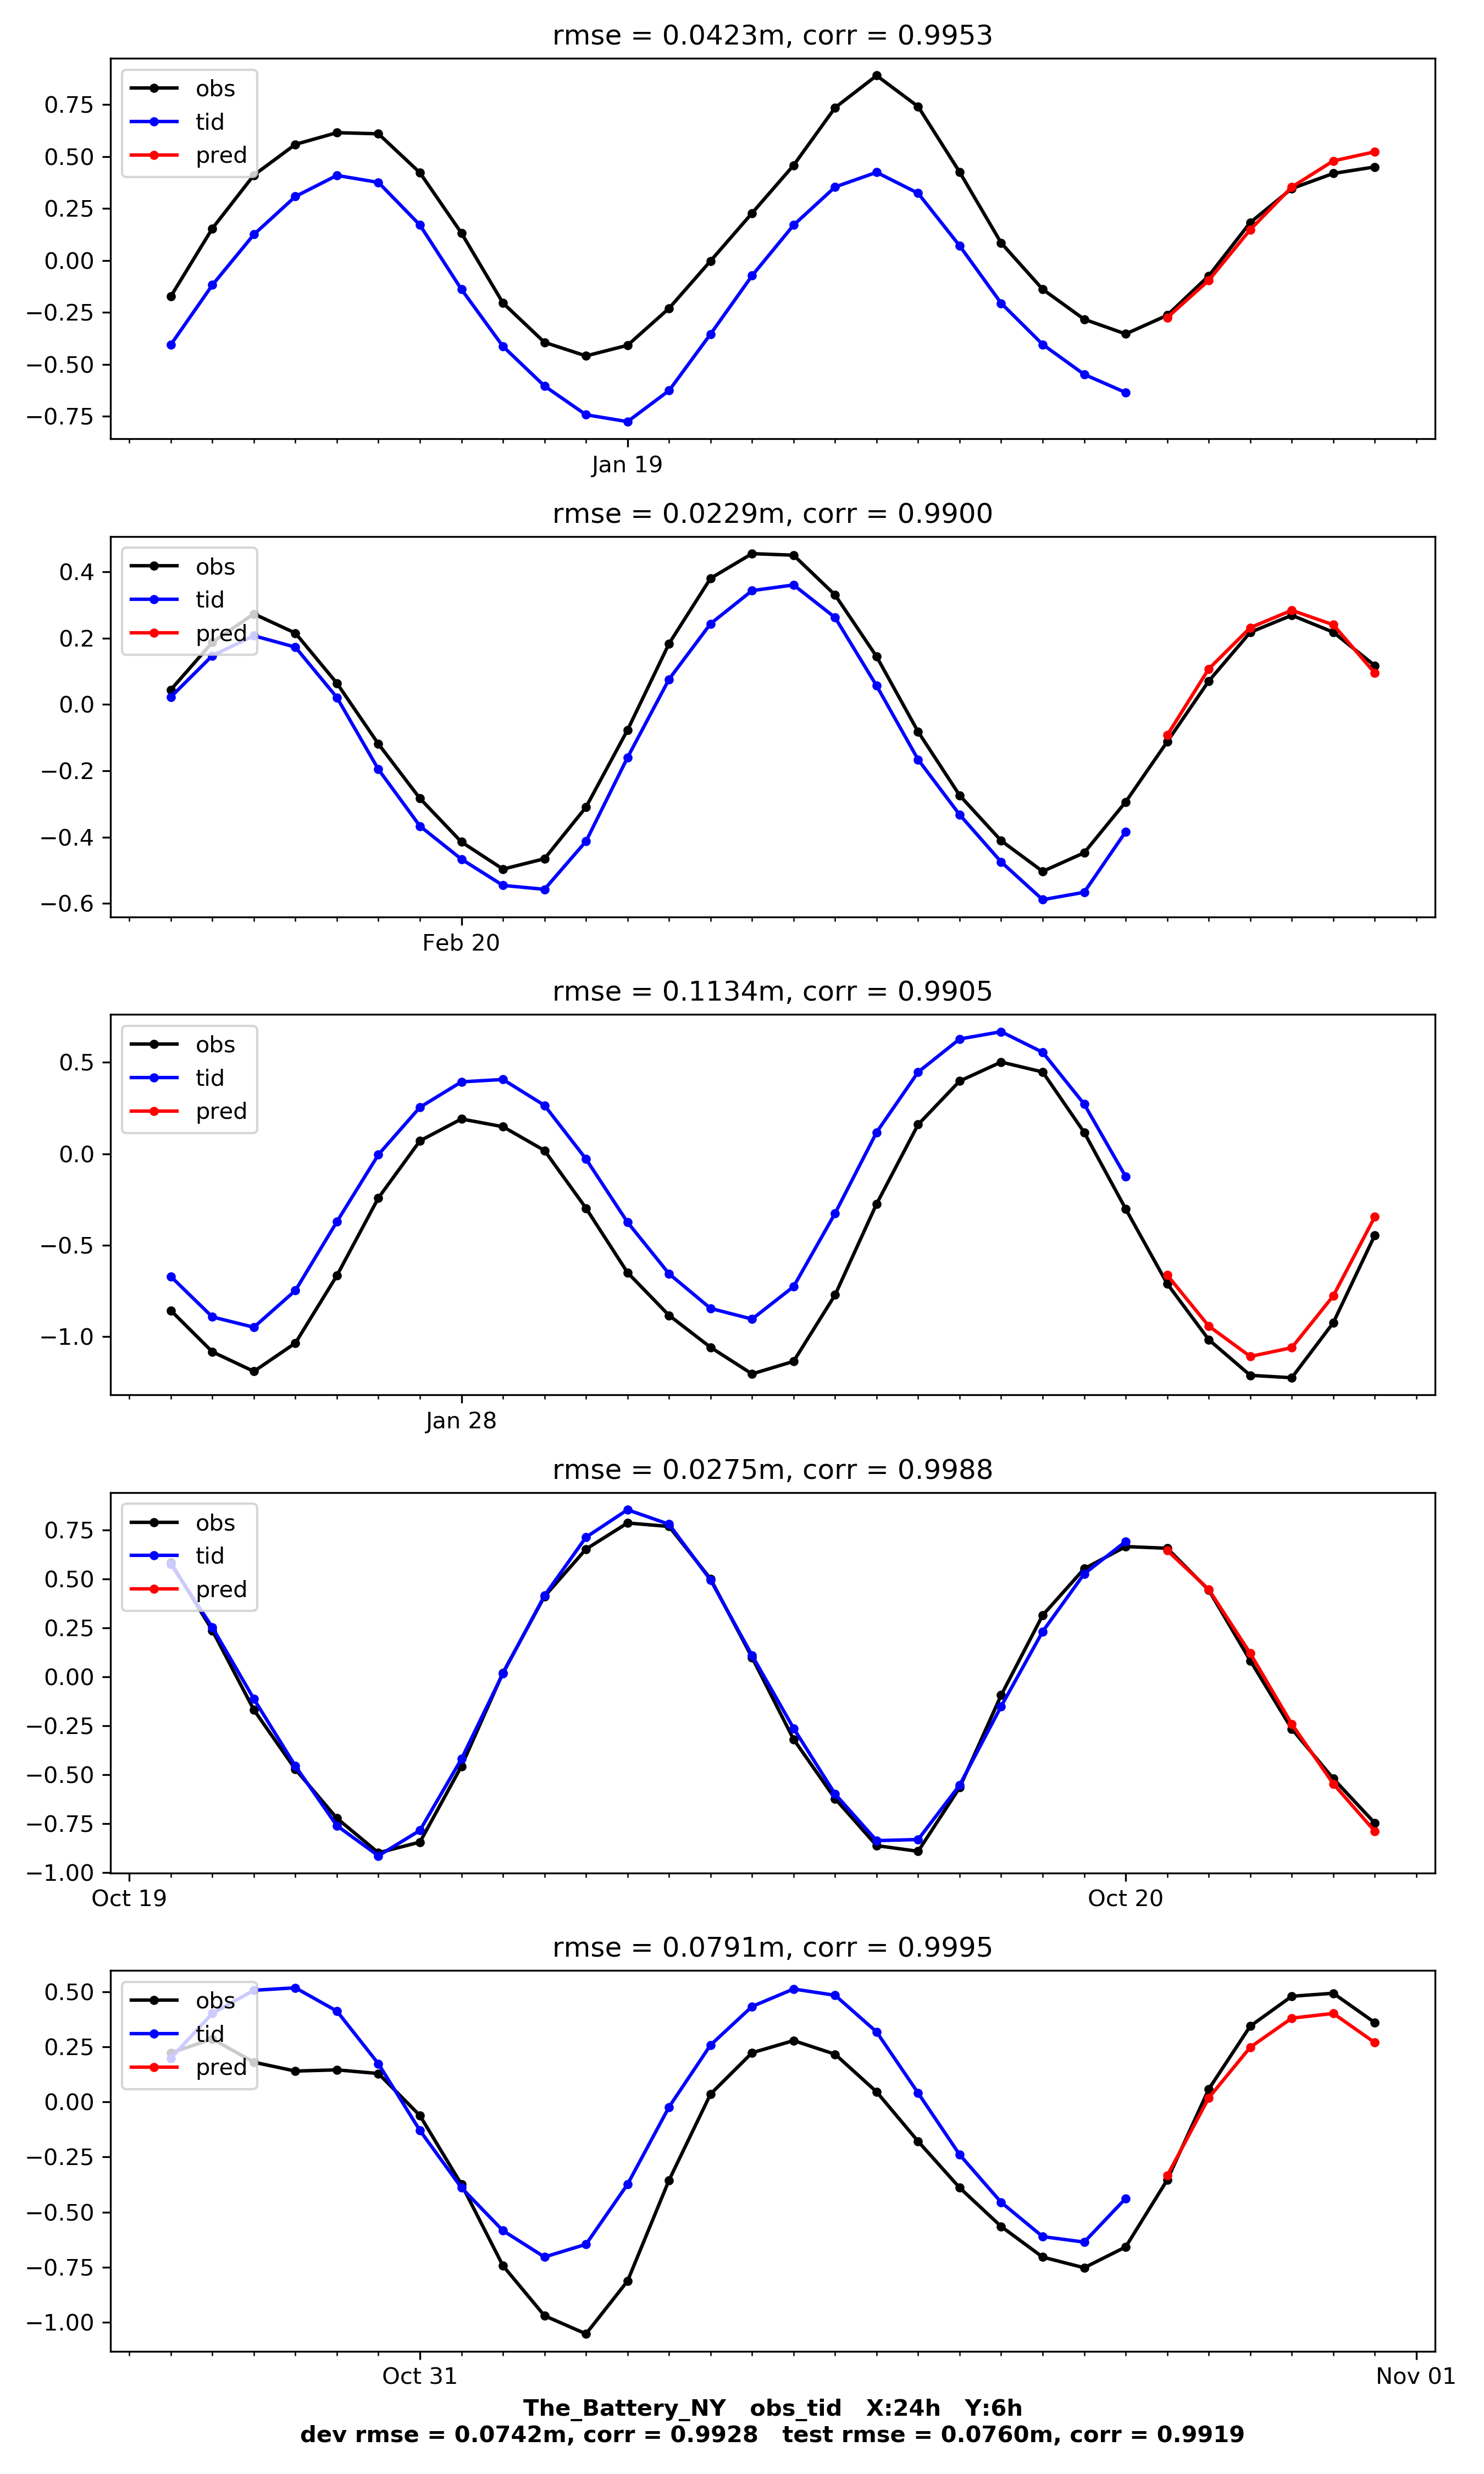 rmse = 0.0423m, corr = 0.9953
obs
tid
pred
0.75
0.50
0.25
0.00
−0.25
−0.50
−0.75
Jan 19
rmse = 0.0229m, corr = 0.9900
obs
tid
pred
0.4
0.2
0.0
−0.2
−0.4
−0.6
Feb 20
rmse = 0.1134m, corr = 0.9905
obs
tid
pred
0.5
0.0
−0.5
−1.0
Jan 28
rmse = 0.0275m, corr = 0.9988
obs
tid
pred
0.75
0.50
0.25
0.00
−0.25
−0.50
−0.75
−1.00
Oct 19 Oct 20
rmse = 0.0791m, corr = 0.9995
obs
tid
pred
0.50
0.25
0.00
−0.25
−0.50
−0.75
−1.00
Oct 31 Nov 01
The_Battery_NY obs_tid X:24h Y:6h
dev rmse = 0.0742m, corr = 0.9928 test rmse = 0.0760m, corr = 0.9919